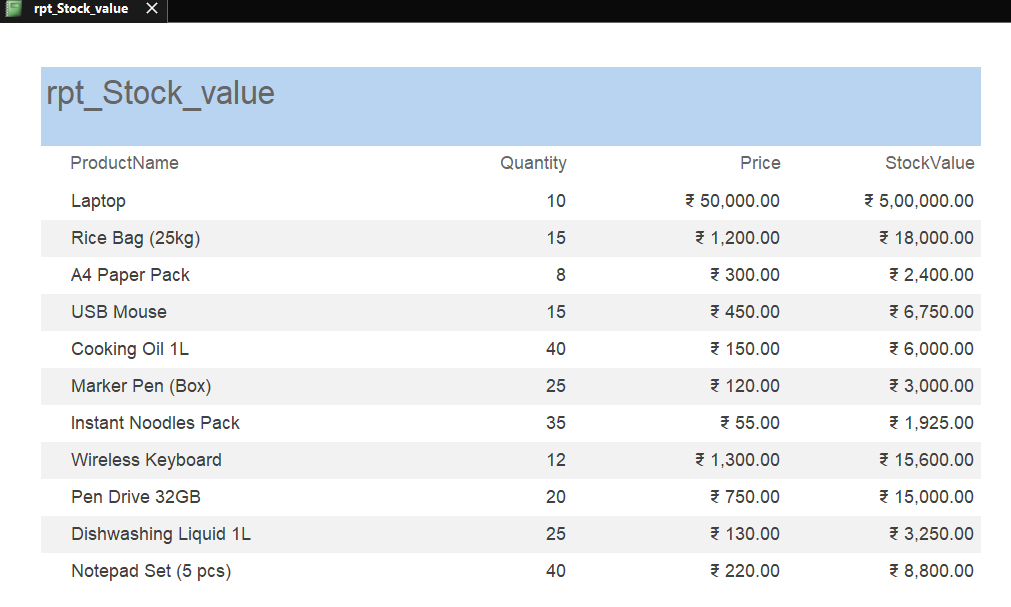 rpt_Stock_value
rpt_Stock_value
ProductName Quantity Price StockValue
Laptop 10 ₹ 50,000.00 ₹ 5,00,000.00
Rice Bag (25kg) 15 ₹ 1,200.00 ₹ 18,000.00
A4 Paper Pack 8 ₹ 300.00 ₹ 2,400.00
USB Mouse 15 ₹ 450.00 ₹ 6,750.00
Cooking Oil 1L 40 ₹ 150.00 ₹ 6,000.00
Marker Pen (Box) 25 ₹ 120.00 ₹ 3,000.00
Instant Noodles Pack 35 ₹ 55.00 ₹ 1,925.00
Wireless Keyboard 12 ₹ 1,300.00 ₹ 15,600.00
Pen Drive 32GB 20 ₹ 750.00 ₹ 15,000.00
Dishwashing Liquid 1L 25 ₹ 130.00 ₹ 3,250.00
Notepad Set (5 pcs) 40 ₹ 220.00 ₹ 8,800.00